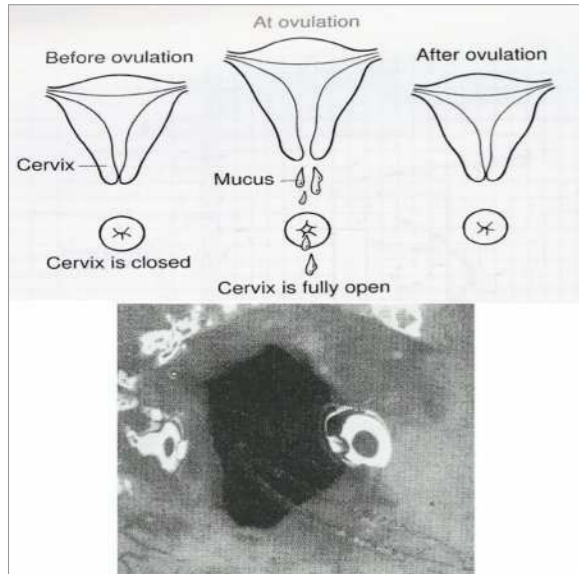 At ovulation
Before ovulation
After ovulation
Cervix
Mucus
Cervix is closed
Cervix is fully open